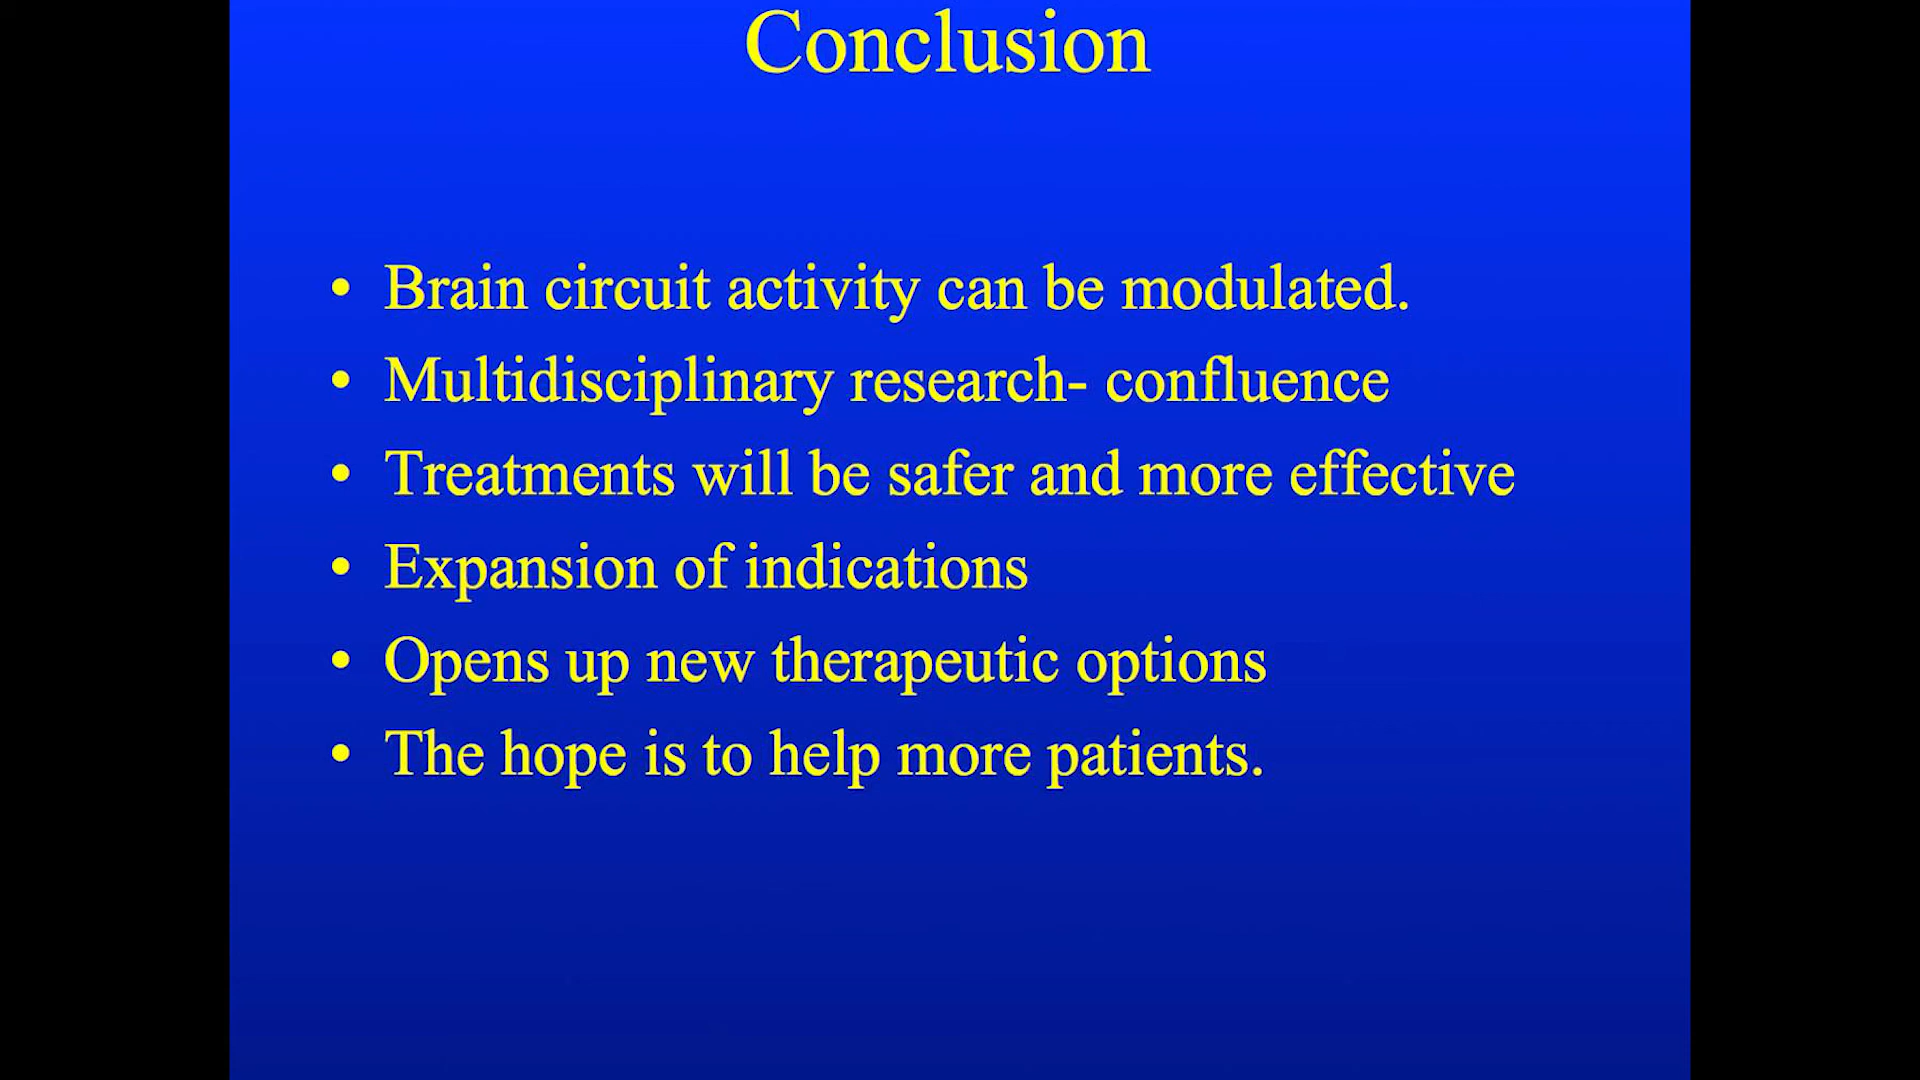 Conclusion
• Brain circuit activity can be modulated.
• Multidisciplinary research- confluence
• Treatments will be safer and more effective
• Expansion of indications
• Opens up new therapeutic options
• The hope is to help more patients.